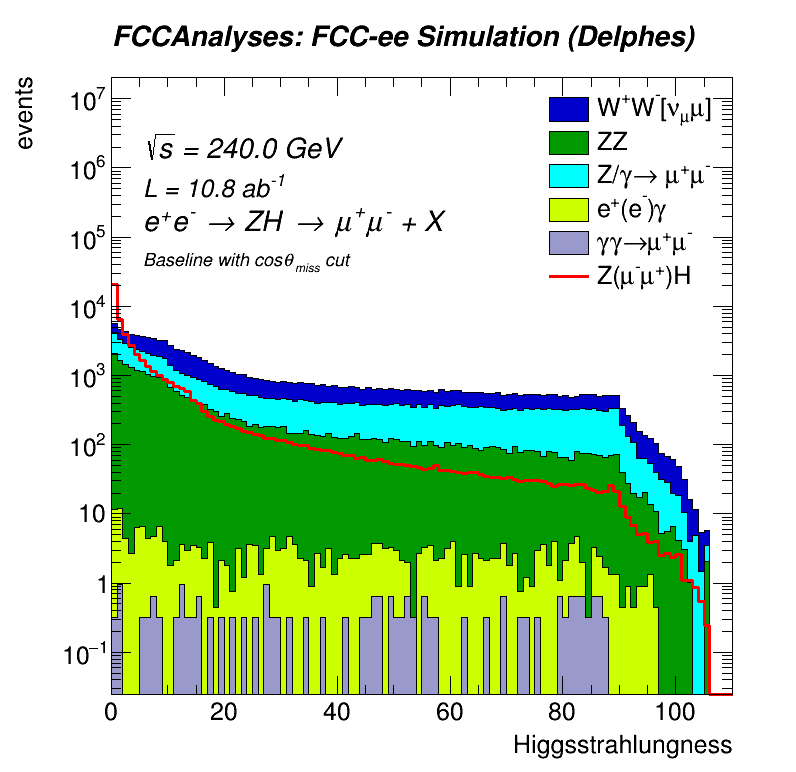 FCCAnalyses: FCC-ee Simulation (Delphes)
events
10⁷
10⁶
10⁵
10⁴
10³
10²
10
1
10⁻¹
√s = 240.0 GeV
L = 10.8 ab⁻¹
e⁺e⁻ → ZH → μ⁺μ⁻ + X
Baseline with cosθ_miss cut
W⁺W⁻[ν_μμ]
ZZ
Z/γ→ μ⁺μ⁻
e⁺(e⁻)γ
γγ→μ⁺μ⁻
Z(μ⁻μ⁺)H
0 20 40 60 80 100
Higgsstrahlungness